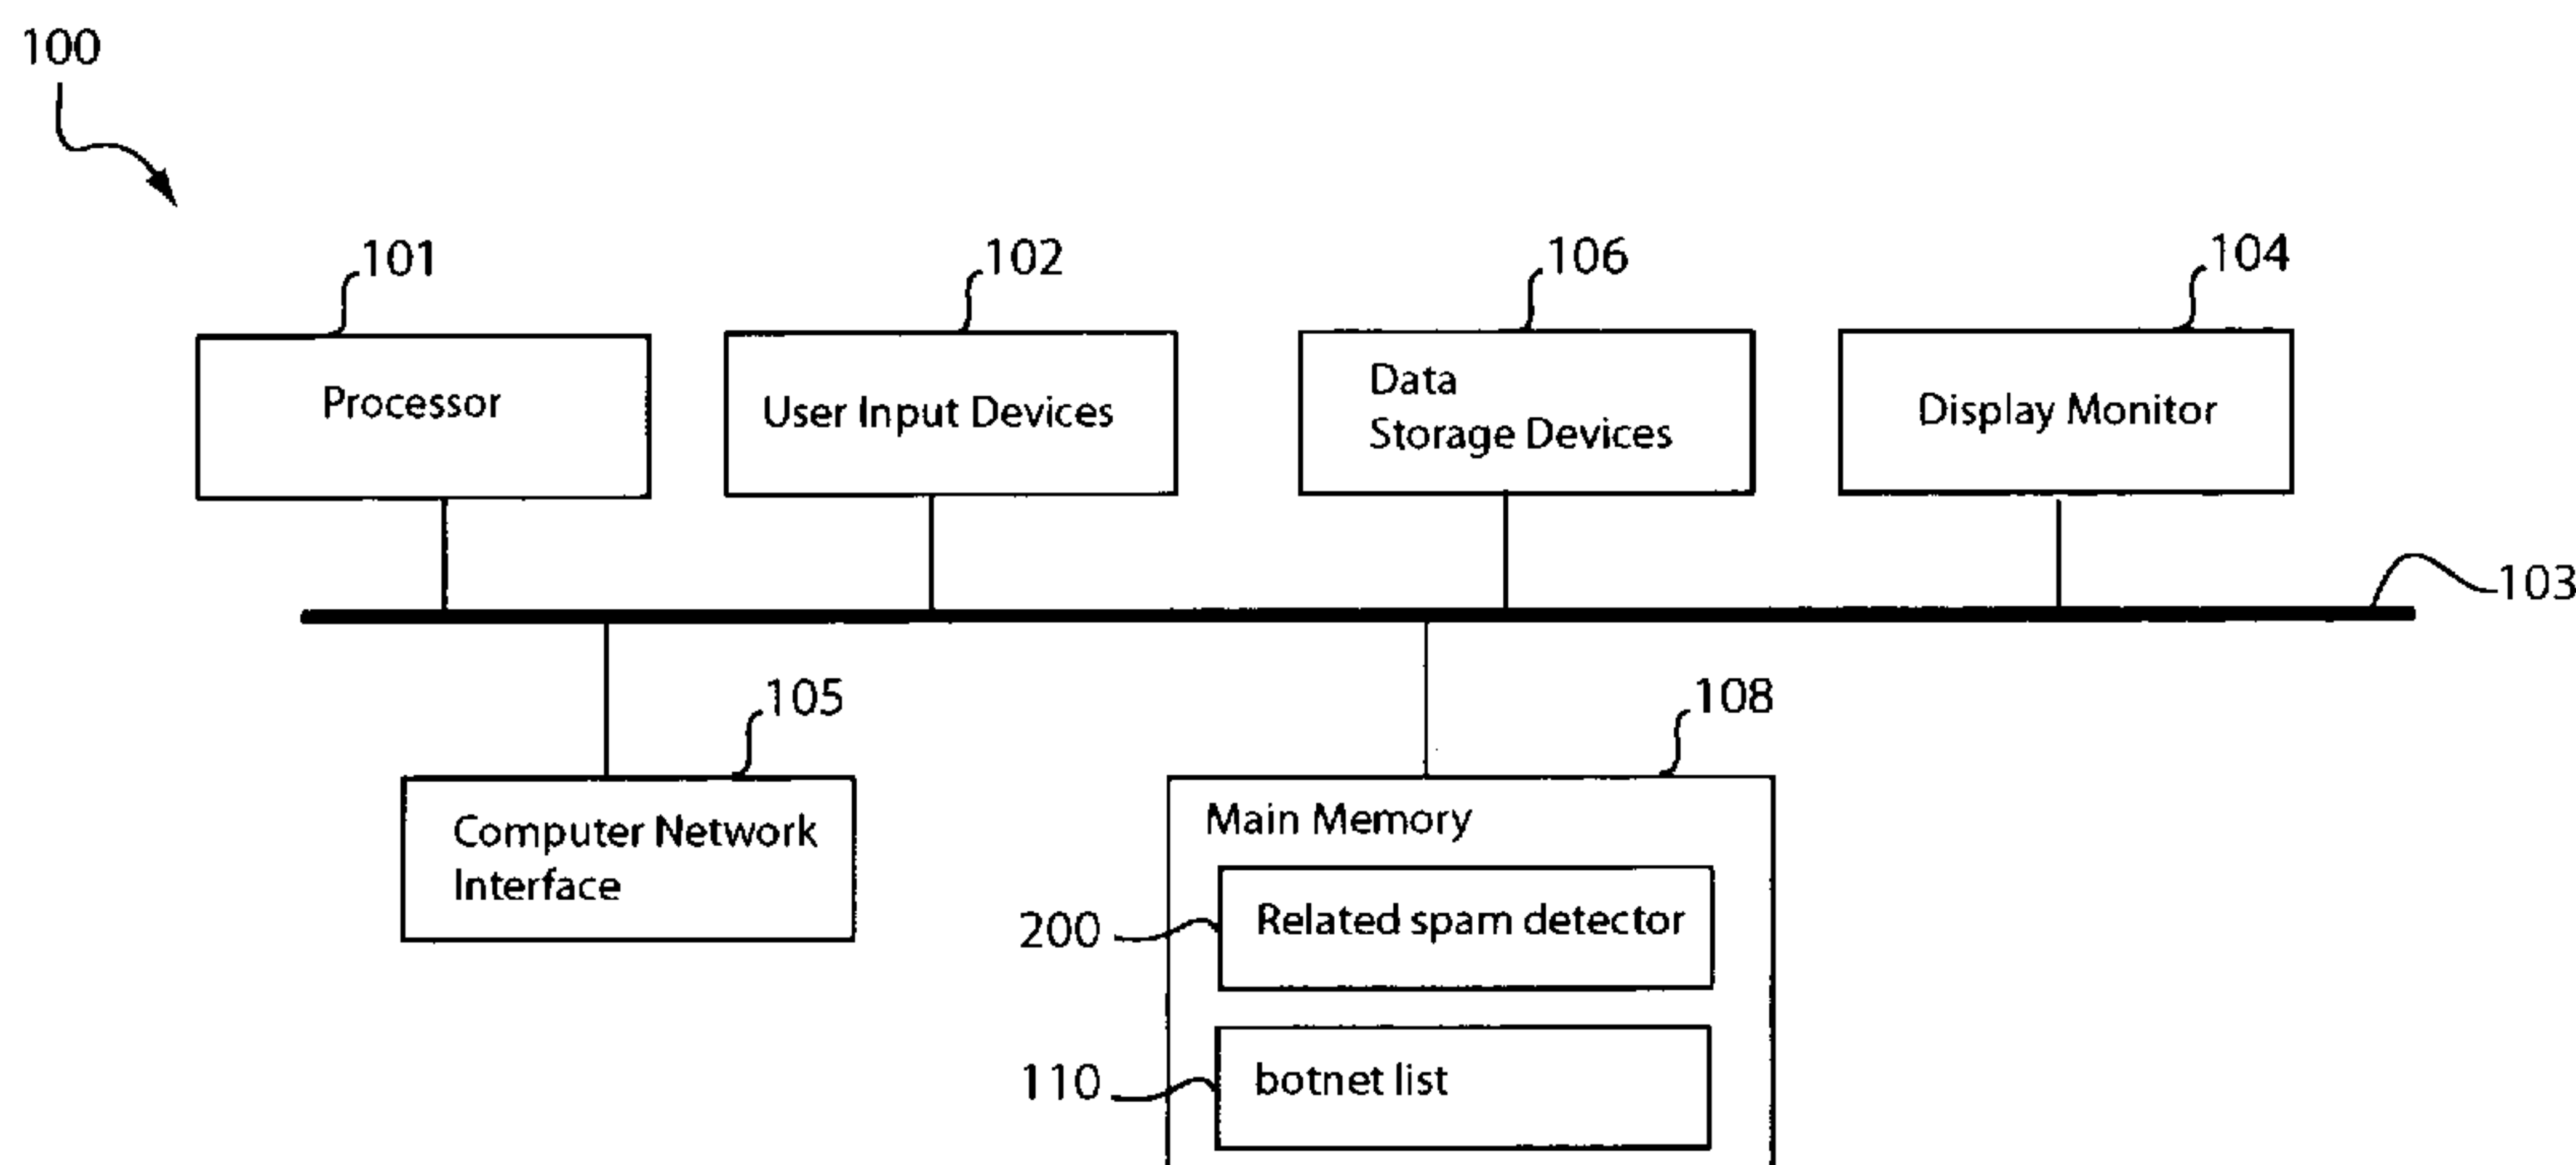 100
101
102
106
104
Processor
User Input Devices
Data
Storage Devices
Display Monitor
103
105
108
Computer Network
Interface
Main Memory
200
Related spam detector
110
botnet list